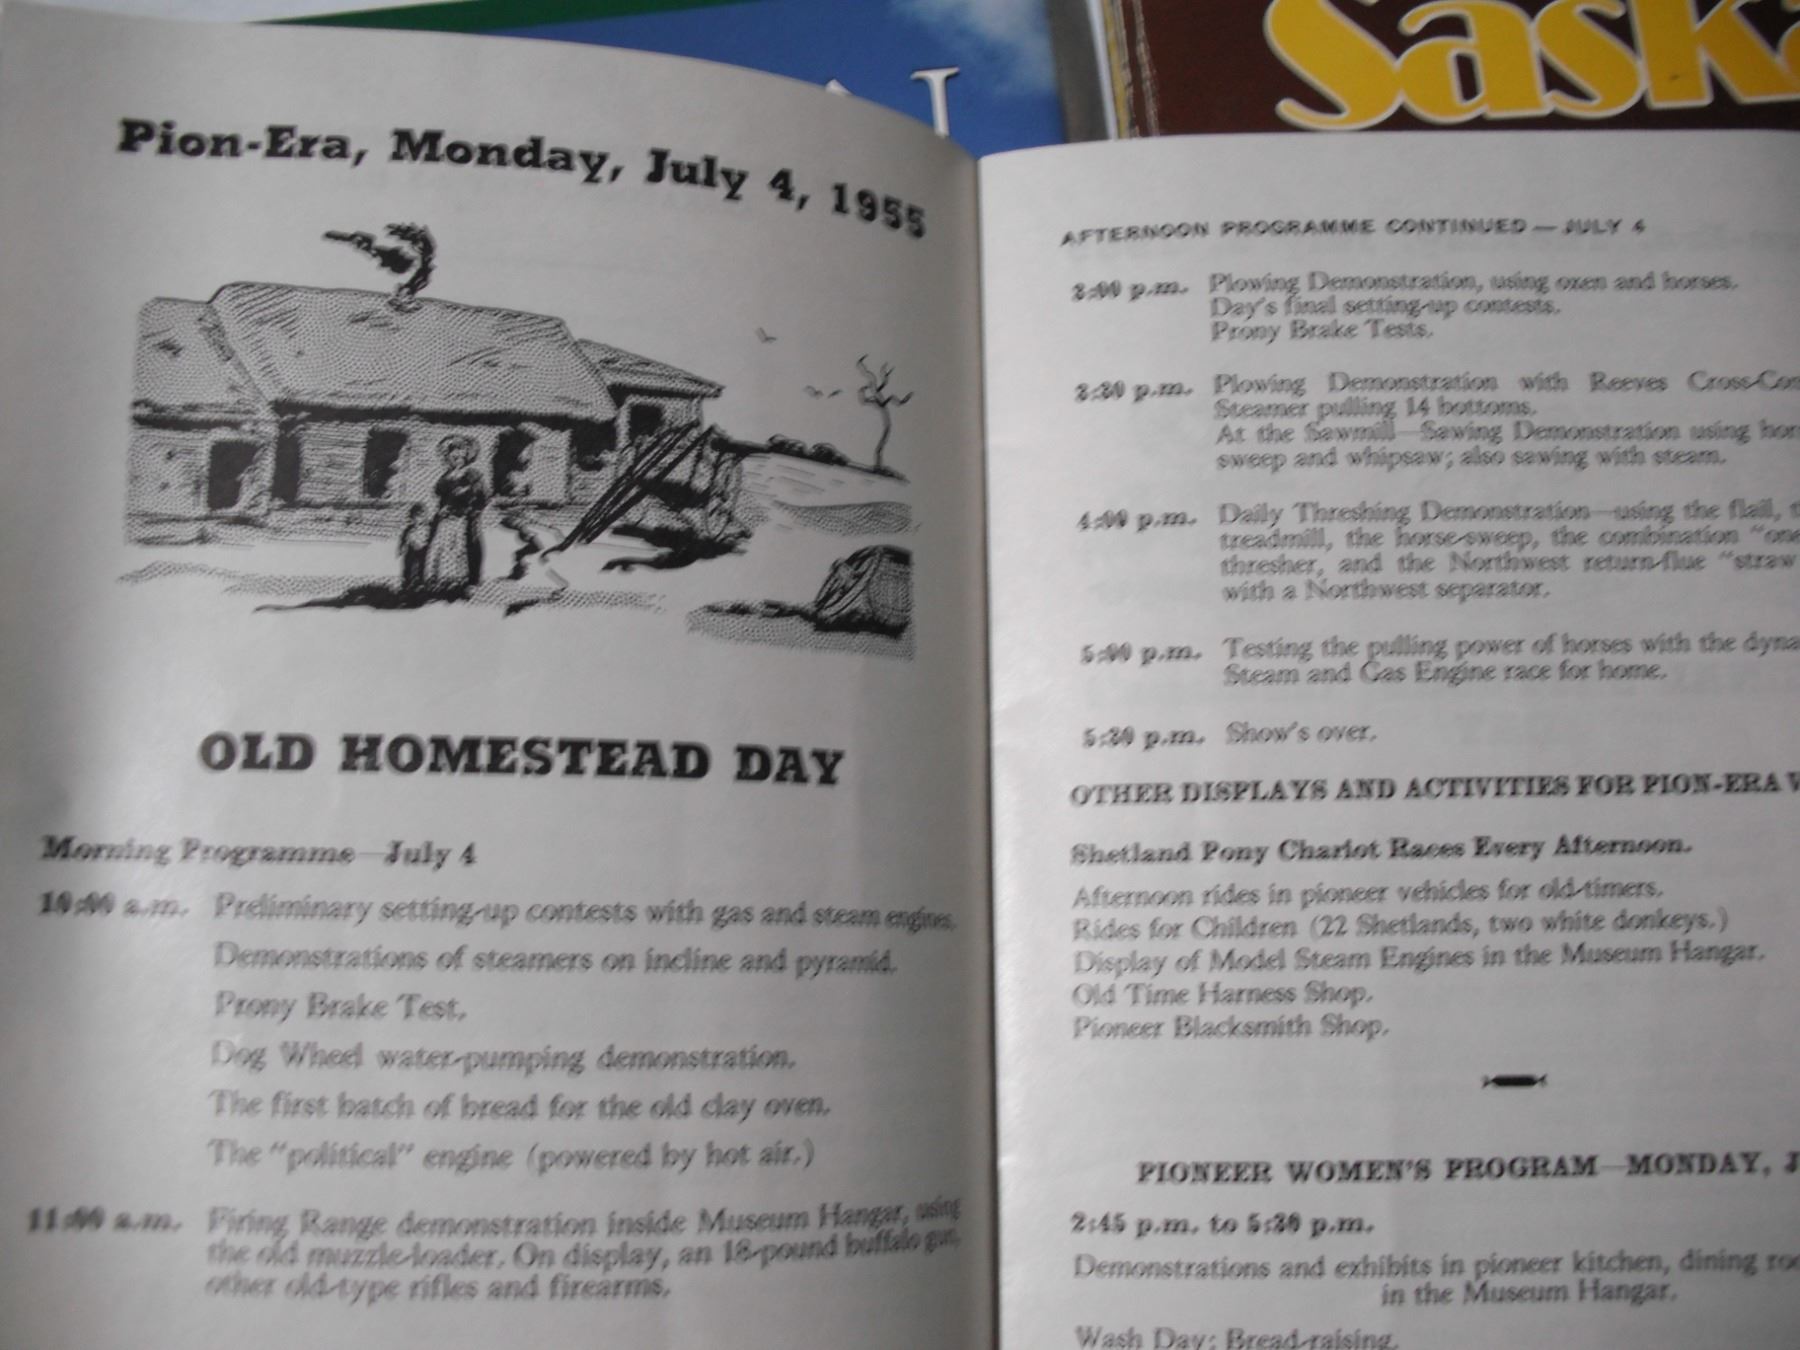 Saska
N
Pion-Era, Monday, July 4, 1955
OLD HOMESTEAD DAY
Morning Programme—July 4
10:00 a.m. Preliminary setting-up contests with gas and steam engines.
Demonstrations of steamers on incline and pyramid.
Prony Brake Test.
Dog Wheel water-pumping demonstration.
The first batch of bread for the old clay oven.
The "political" engine (powered by hot air.)
11:00 a.m. Firing Range demonstration inside Museum Hangar, using
the old muzzle-loader. On display, an 18-pound buffalo gun,
other old-type rifles and firearms.
AFTERNOON PROGRAMME CONTINUED — JULY 4
Plowing Demonstration, using oxen and horses.
Day's final setting-up contests.
Prony Brake Tests.
Plowing Demonstration with Reeves Cross-Com
Steamer pulling 14 bottoms.
At the Sawmill—Sawing Demonstration using hors
sweep and whipsaw; also sawing with steam.
4:00 p.m. Daily Threshing Demonstration—using the flail, t
treadmill, the horse-sweep, the combination "one
thresher, and the Northwest return-flue "straw
with a Northwest separator.
5:00 p.m. Testing the pulling power of horses with the dyna
Steam and Gas Engine race for home.
5:30 p.m. Show's over.
OTHER DISPLAYS AND ACTIVITIES FOR PION-ERA V
Shetland Pony Chariot Races Every Afternoon.
Afternoon rides in pioneer vehicles for old-timers.
Rides for Children (22 Shetlands, two white donkeys.)
Display of Model Steam Engines in the Museum Hangar.
Old Time Harness Shop.
Pioneer Blacksmith Shop.
PIONEER WOMEN'S PROGRAM—MONDAY, J
2:45 p.m. to 5:30 p.m.
Demonstrations and exhibits in pioneer kitchen, dining roo
in the Museum Hangar.
Wash Day; Bread-raising.